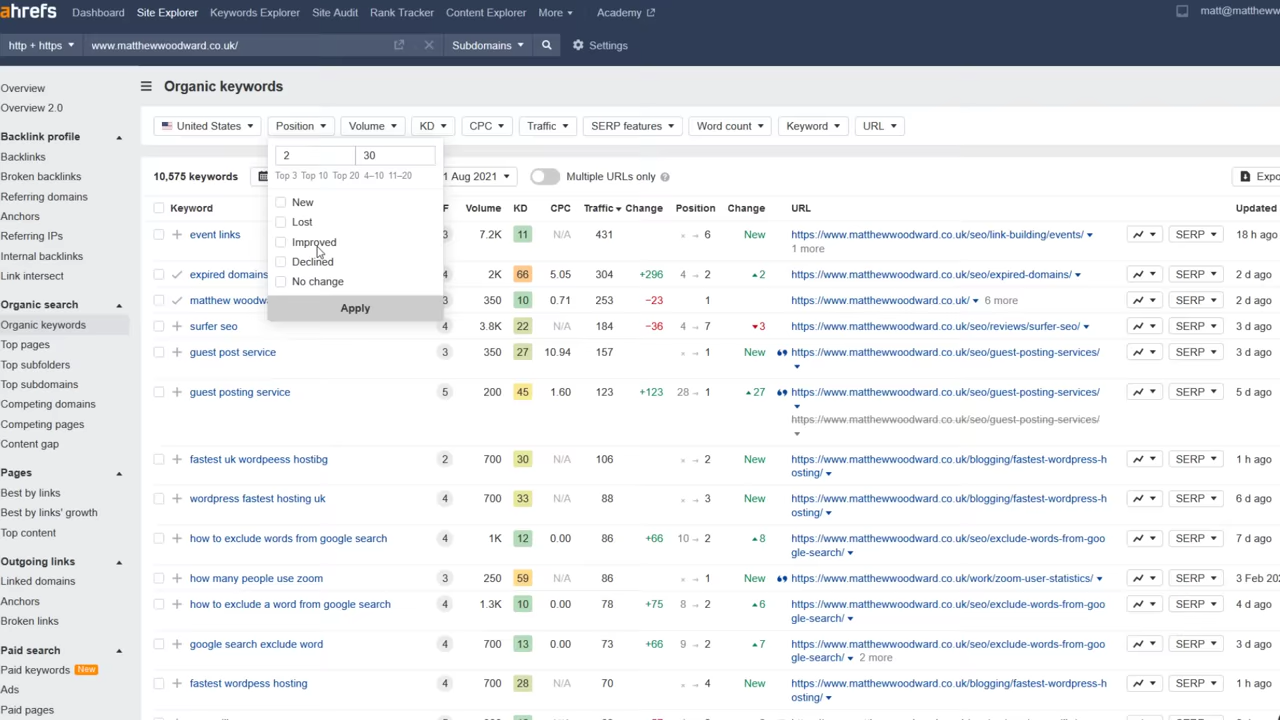 ahrefs Dashboard Site Explorer Keywords Explorer Site Audit Rank Tracker Content Explorer More Academy matt@mattheww
http + https www.matthewwoodward.co.uk/ Subdomains Settings
Overview
Overview 2.0
Backlink profile
Backlinks
Broken backlinks
Referring domains
Anchors
Referring IPs
Internal backlinks
Link intersect
Organic search
Organic keywords
Top pages
Top subfolders
Top subdomains
Competing domains
Competing pages
Content gap
Pages
Best by links
Best by links' growth
Top content
Outgoing links
Linked domains
Anchors
Broken links
Paid search
Paid keywords New
Ads
Paid pages
Organic keywords
United States Position Volume KD CPC Traffic SERP features Word count Keyword URL
2 30
Top 3 Top 10 Top 20 4–10 11–20
New
Lost
Improved
Declined
No change
Apply
10,575 keywords 1 Aug 2021 Multiple URLs only Expo
Keyword F Volume KD CPC Traffic Change Position Change URL Updated
event links 3 7.2K 11 N/A 431 × → 6 New https://www.matthewwoodward.co.uk/seo/link-building/events/ SERP 18 h ago
1 more
expired domains 4 2K 66 5.05 304 +296 4 → 2 2 https://www.matthewwoodward.co.uk/seo/expired-domains/ SERP 2 d ago
matthew woodwa 3 350 10 0.71 253 −23 1 https://www.matthewwoodward.co.uk/ 6 more SERP 2 d ago
surfer seo 4 3.8K 22 N/A 184 −36 4 → 7 3 https://www.matthewwoodward.co.uk/seo/reviews/surfer-seo/ SERP 3 d ago
guest post service 3 350 27 10.94 157 × → 1 New https://www.matthewwoodward.co.uk/seo/guest-posting-services/ SERP 3 d ago
guest posting service 5 200 45 1.60 123 +123 28 → 1 27 https://www.matthewwoodward.co.uk/seo/guest-posting-services/ SERP 5 d ago
https://www.matthewwoodward.co.uk/seo/guest-posting-services/
fastest uk wordpeess hostibg 2 700 30 N/A 106 × → 2 New https://www.matthewwoodward.co.uk/blogging/fastest-wordpress-h SERP 1 h ago
osting/
wordpress fastest hosting uk 4 700 33 N/A 88 × → 3 New https://www.matthewwoodward.co.uk/blogging/fastest-wordpress-h SERP 6 d ago
osting/
how to exclude words from google search 4 1K 12 0.00 86 +66 10 → 2 8 https://www.matthewwoodward.co.uk/seo/exclude-words-from-goo SERP 7 d ago
gle-search/
how many people use zoom 3 250 59 N/A 86 × → 1 New https://www.matthewwoodward.co.uk/work/zoom-user-statistics/ SERP 3 Feb 202
how to exclude a word from google search 4 1.3K 10 0.00 78 +75 8 → 2 6 https://www.matthewwoodward.co.uk/seo/exclude-words-from-goo SERP 4 d ago
gle-search/
google search exclude word 4 700 13 0.00 77 +66 9 → 2 7 https://www.matthewwoodward.co.uk/seo/exclude-words-from-goo SERP 3 d ago
gle-search/ 2 more
fastest wordpess hosting 4 700 28 N/A 70 × → 4 New https://www.matthewwoodward.co.uk/blogging/fastest-wordpress-h SERP 1 h ago
osting/